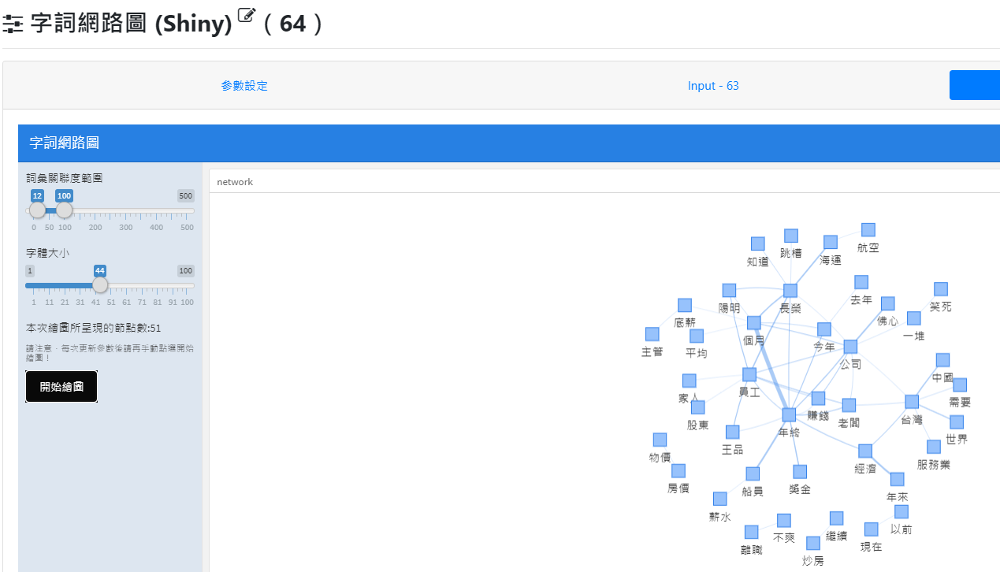 字詞網路圖 (Shiny) ( 64 )
參數設定
Input - 63
字詞網路圖
詞彙關聯度範圍
12 100 500
0 50 100 200 300 400 500
字體大小
1 44 100
1 11 21 31 41 51 61 71 81 91 100
本次繪圖所呈現的節點數:51
請注意，每次更新參數後請再手動點選開始
繪圖！
開始繪圖
network
航空
跳槽
海運
知道
去年
笑死
陽明
長榮
佛心
底薪
一堆
個月
今年
主管
平均
公司
中國
員工
家人
需要
賺錢
台灣
老闆
股東
年終
世界
王品
物價
服務業
經濟
房價
獎金
船員
年來
薪水
以前
繼續
不爽
現在
離職
炒房